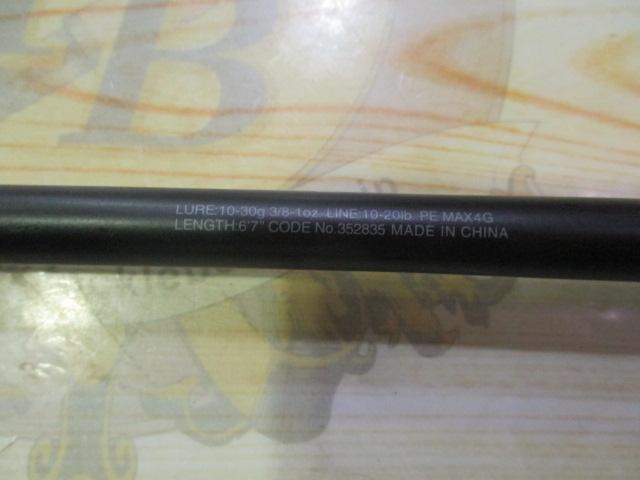 LURE:10-30g 3/8-1oz. LINE:10-20lb. PE MAX4G
LENGTH:6'7" CODE No.352835 MADE IN CHINA
B